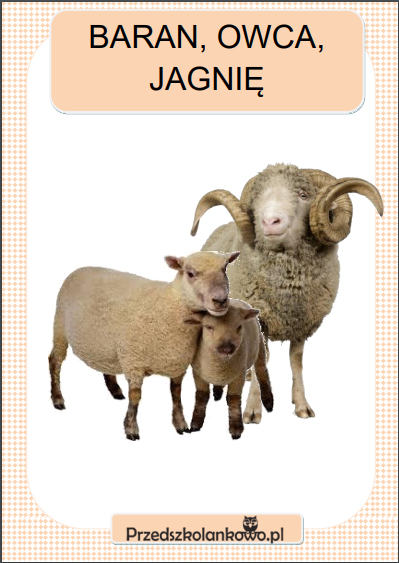 BARAN, OWCA,
JAGNIĘ
Przedszkolankowo.pl